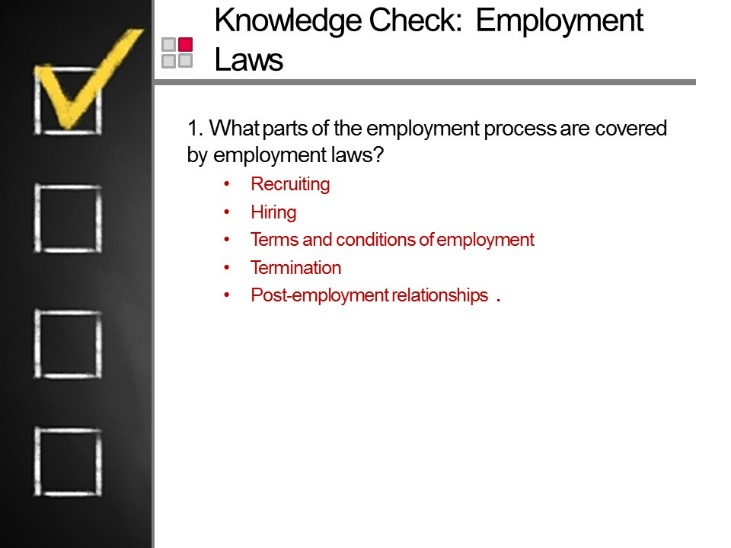 Knowledge Check: Employment
Laws
1. What parts of the employment process are covered
by employment laws?
• Recruiting
• Hiring
• Terms and conditions of employment
• Termination
• Post-employment relationships .